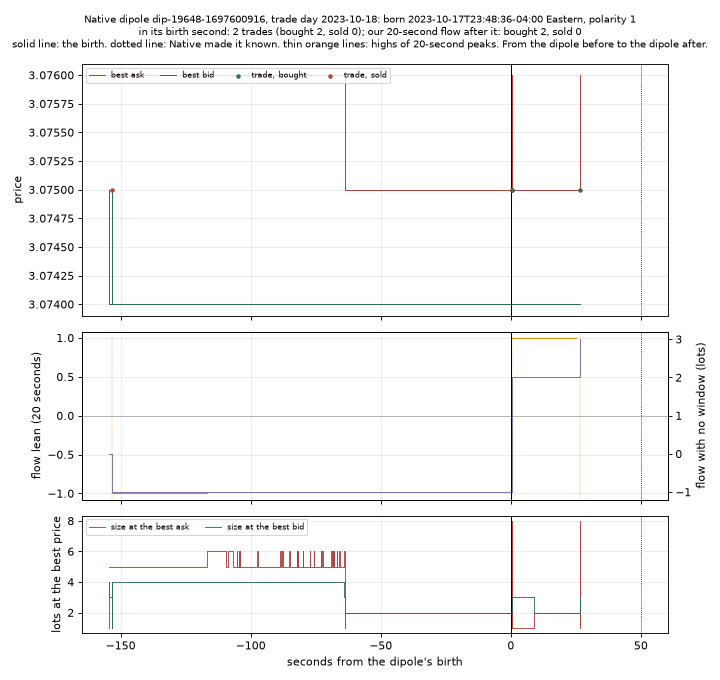 Native dipole dip-19648-1697600916, trade day 2023-10-18: born 2023-10-17T23:48:36-04:00 Eastern, polarity 1
in its birth second: 2 trades (bought 2, sold 0); our 20-second flow after it: bought 2, sold 0
solid line: the birth. dotted line: Native made it known. thin orange lines: highs of 20-second peaks. From the dipole before to the dipole after.
best ask
best bid
trade, bought
trade, sold
3.07600
3.07575
3.07550
3.07525
3.07500
3.07475
3.07450
3.07425
3.07400
price
1.0
0.5
0.0
−0.5
−1.0
flow lean (20 seconds)
3
2
1
0
−1
flow with no window (lots)
size at the best ask
size at the best bid
8
6
4
2
lots at the best price
−150
−100
−50
0
50
seconds from the dipole's birth